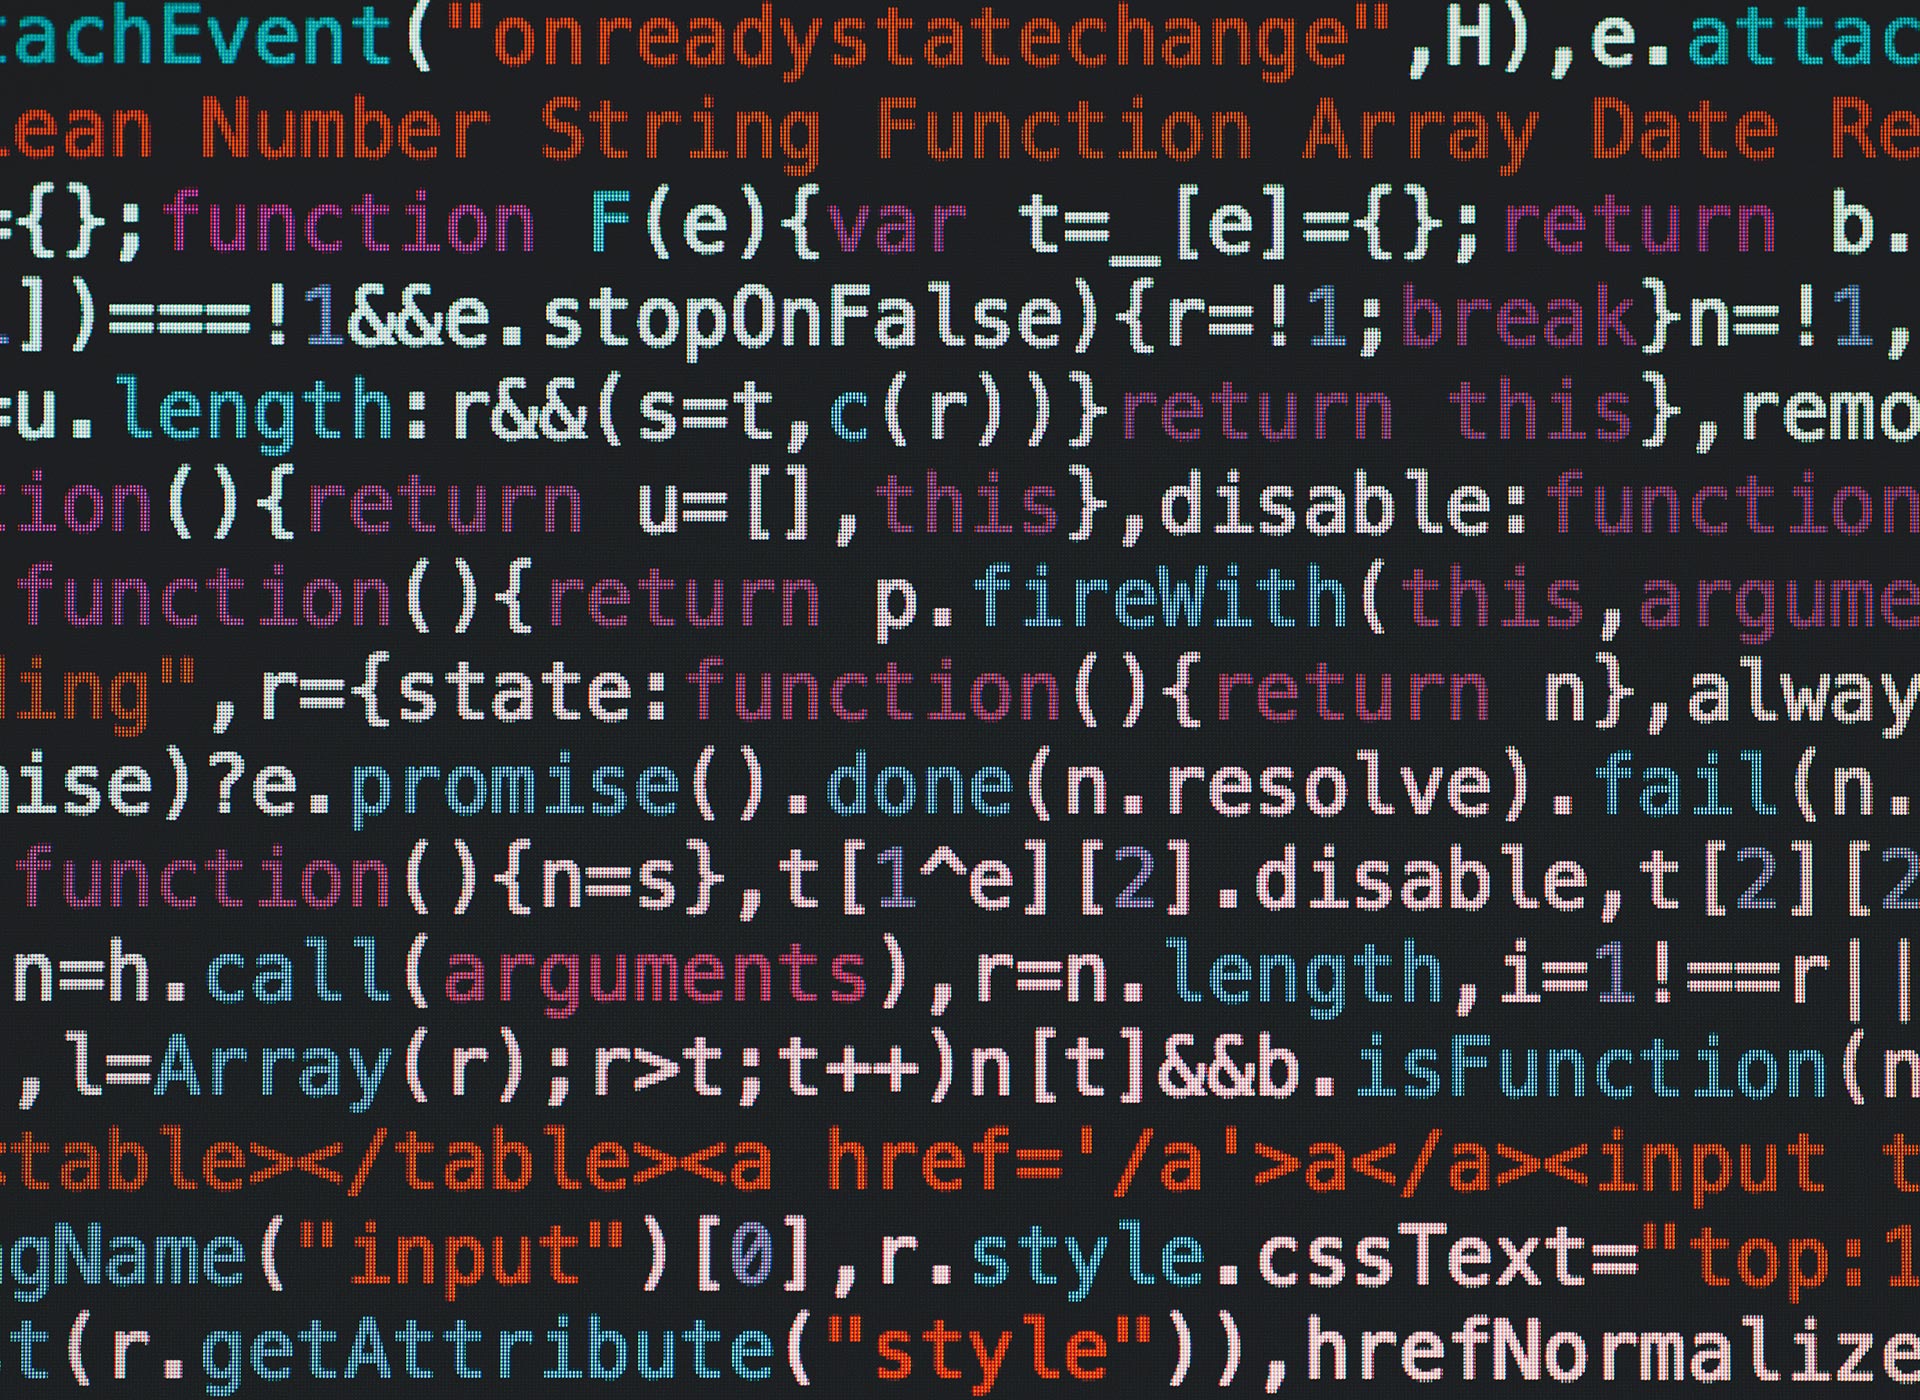 tachEvent("onreadystatechange",H),e.attac
lean Number String Function Array Date Re
={};function F(e){var t=_[e]={};return b.
])===!1&&e.stopOnFalse){r=!1;break}n=!1,
=u.length:r&&(s=t,c(r))}return this},remo
tion(){return u=[],this},disable:function
function(){return p.fireWith(this,argume
ding",r={state:function(){return n},alway
mise)?e.promise().done(n.resolve).fail(n.
function(){n=s},t[1^e][2].disable,t[2][2
n=h.call(arguments),r=n.length,i=1!==r||
,l=Array(r);r>t;t++)n[t]&&b.isFunction(n
table></table><a href='/a'>a</a><input t
agName("input")[0],r.style.cssText="top:1
t(r.getAttribute("style")),hrefNormalize